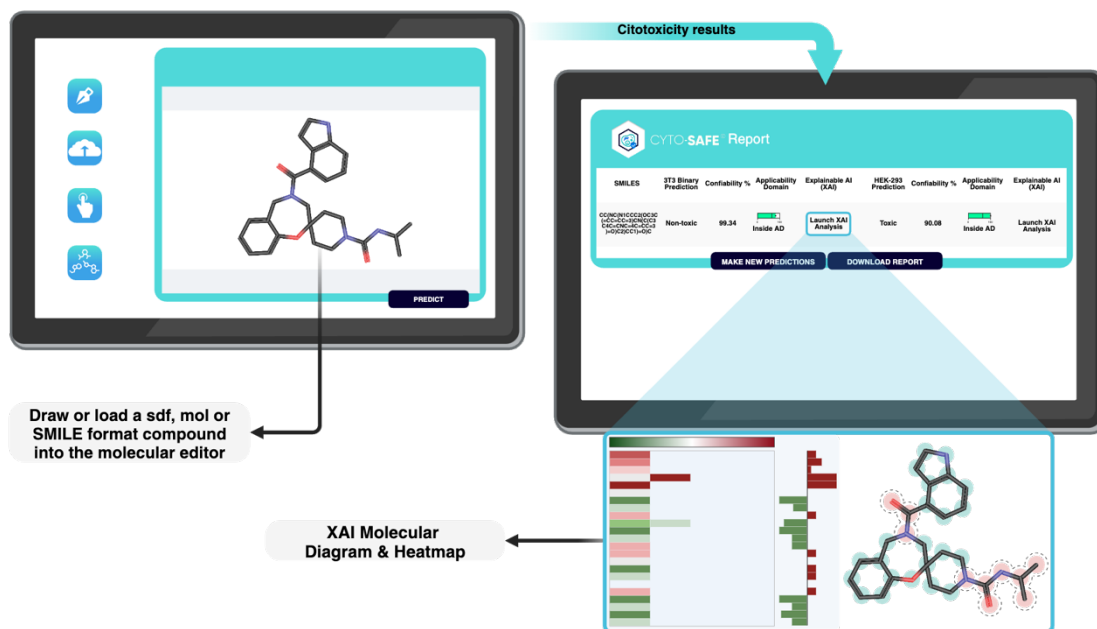 Citotoxicity results
PREDICT
Draw or load a sdf, mol or
SMILE format compound
into the molecular editor
CYTO-SAFE Report
SMILES
3T3 Binary
Prediction
Confiability %
Applicability
Domain
Explainable AI
(XAI)
HEK-293
Prediction
Confiability %
Applicability
Domain
Explainable AI
(XAI)
Non-toxic
99.34
Inside AD
Launch XAI
Analysis
Toxic
90.08
Inside AD
Launch XAI
Analysis
MAKE NEW PREDICTIONS
DOWNLOAD REPORT
XAI Molecular
Diagram & Heatmap